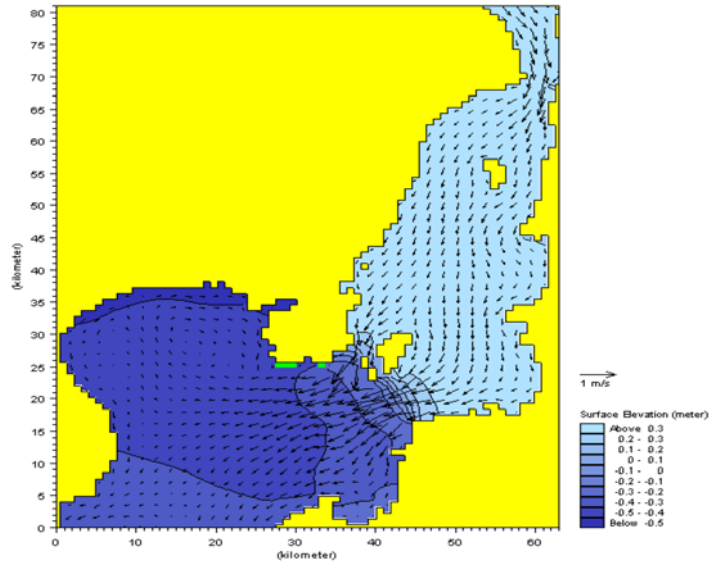 80
75
70
65
60
55
50
45
40
35
30
25
20
15
10
5
0
(kilometer)
0 10 20 30 40 50 60
(kilometer)
1 m/s
Surface Elevation (meter)
Above 0.3
0.2 - 0.3
0.1 - 0.2
0 - 0.1
-0.1 - 0
-0.2 - -0.1
-0.3 - -0.2
-0.4 - -0.3
-0.5 - -0.4
Below -0.5